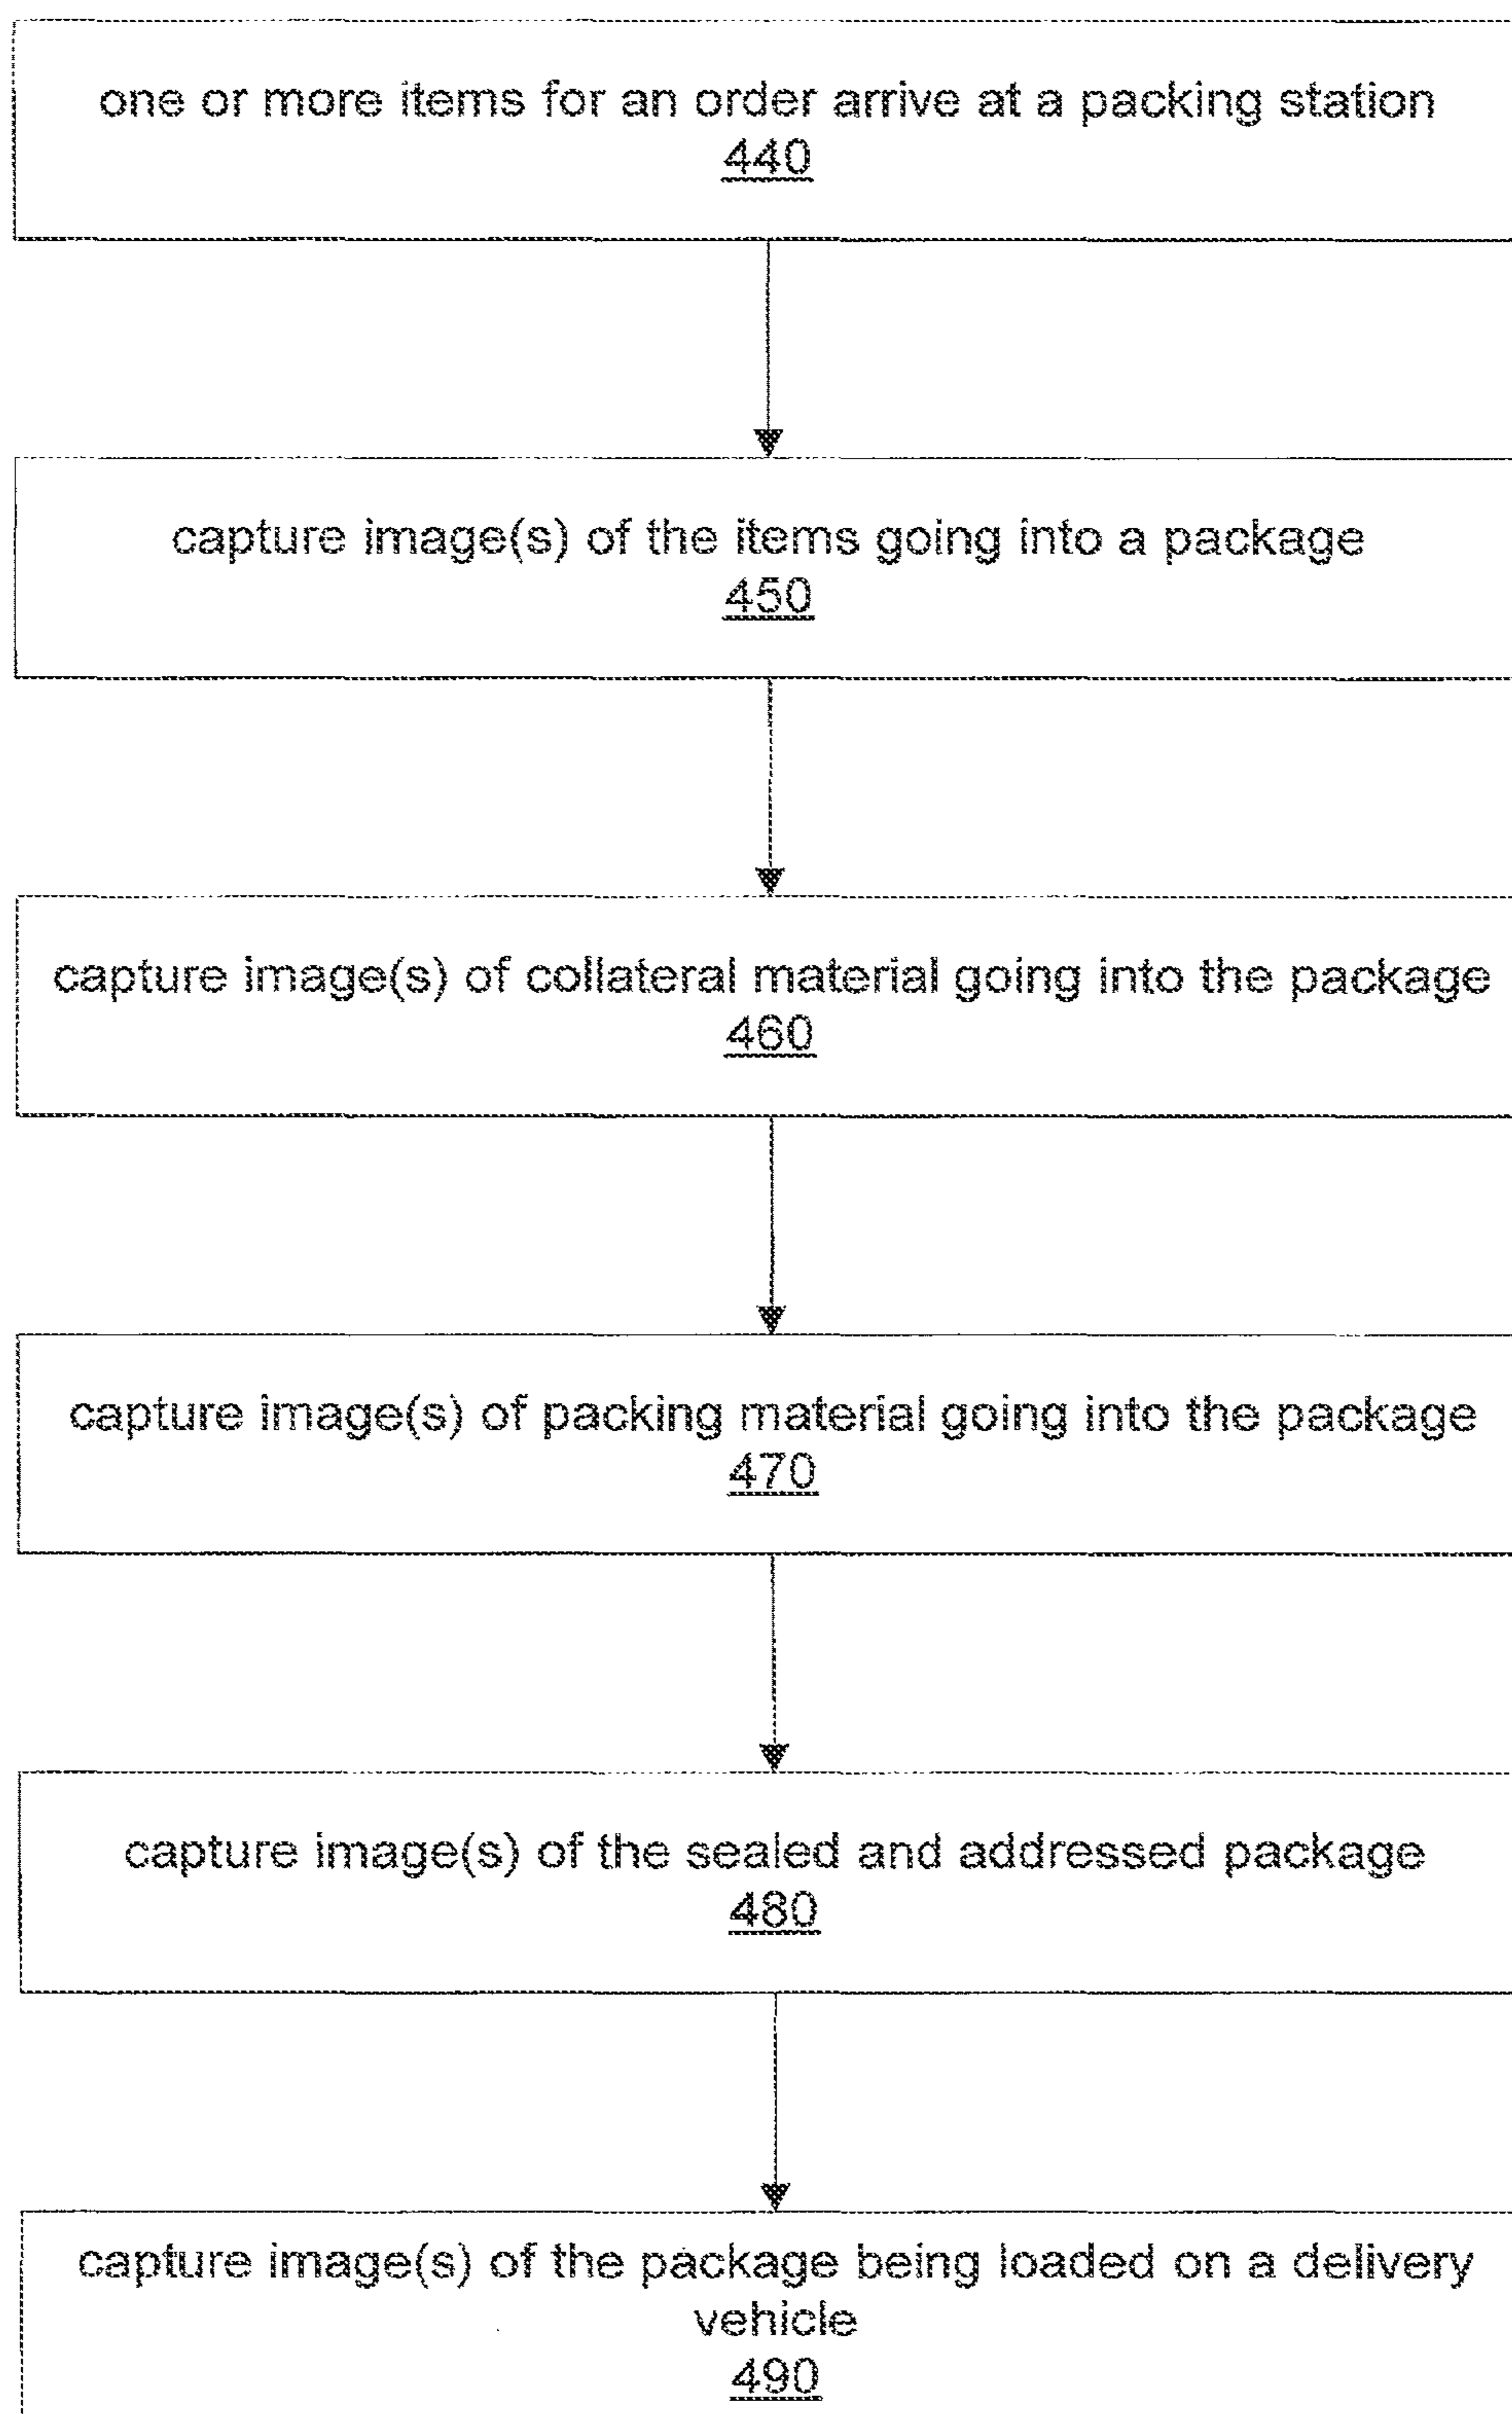 one or more items for an order arrive at a packing station
440
capture image(s) of the items going into a package
450
capture image(s) of collateral material going into the package
460
capture image(s) of packing material going into the package
470
capture image(s) of the sealed and addressed package
480
capture image(s) of the package being loaded on a delivery
vehicle
490